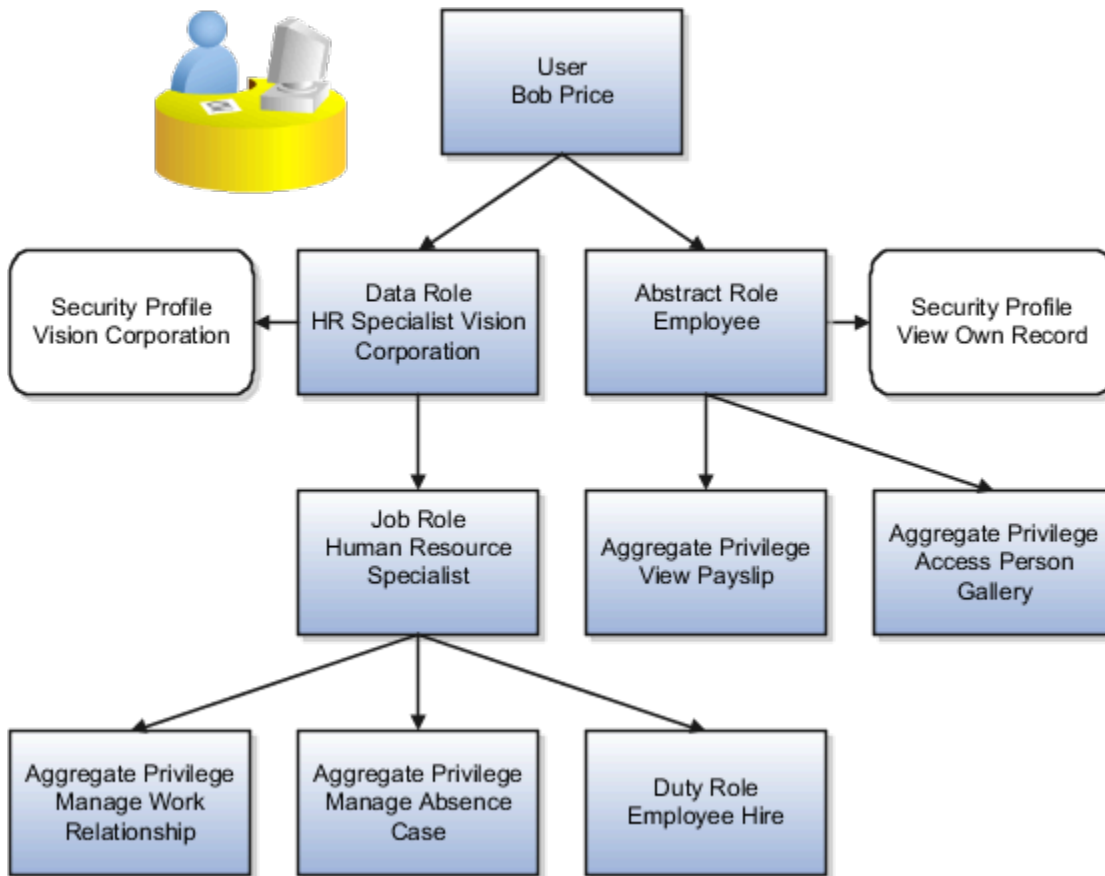 User
Bob Price
Security Profile
Vision Corporation
Data Role
HR Specialist Vision
Corporation
Abstract Role
Employee
Security Profile
View Own Record
Job Role
Human Resource
Specialist
Aggregate Privilege
View Payslip
Aggregate Privilege
Access Person
Gallery
Aggregate Privilege
Manage Work
Relationship
Aggregate Privilege
Manage Absence
Case
Duty Role
Employee Hire